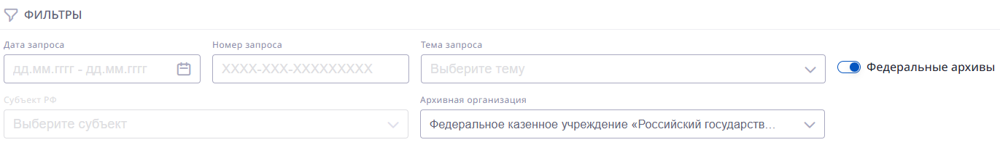 ФИЛЬТРЫ
Дата запроса
Номер запроса
Тема запроса
дд.мм.гггг - дд.мм.гггг
XXXX-XXX-XXXXXXXXX
Выберите тему
Федеральные архивы
Субъект РФ
Архивная организация
Выберите субъект
Федеральное казенное учреждение «Российский государств...